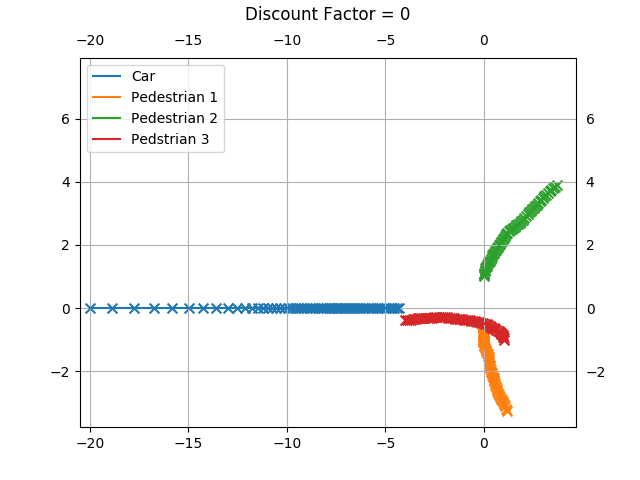 Discount Factor = 0
−20 −15 −10 −5 0
Car
Pedestrian 1
Pedestrian 2
Pedstrian 3
6 6
4 4
2 2
0 0
−2 −2
−20 −15 −10 −5 0